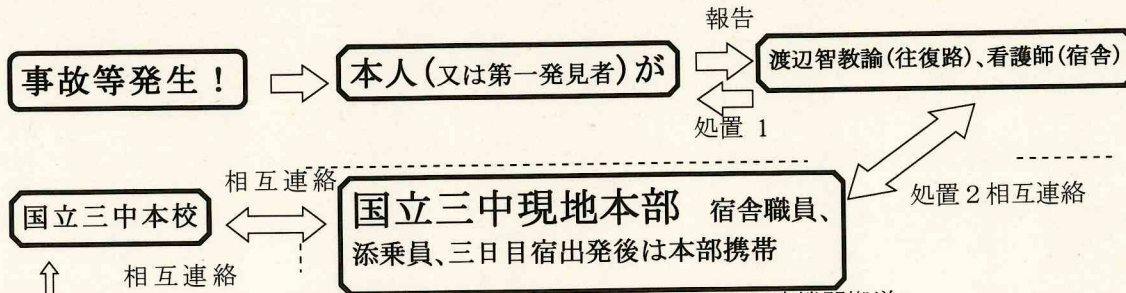 報告
事故等発生！
本人（又は第一発見者）が
渡辺智教諭（往復路）、看護師（宿舎）
処置 1
相互連絡
処置２相互連絡
国立三中本校
国立三中現地本部 宿舎職員、
添乗員、三日目宿出発後は本部携帯
相互連絡